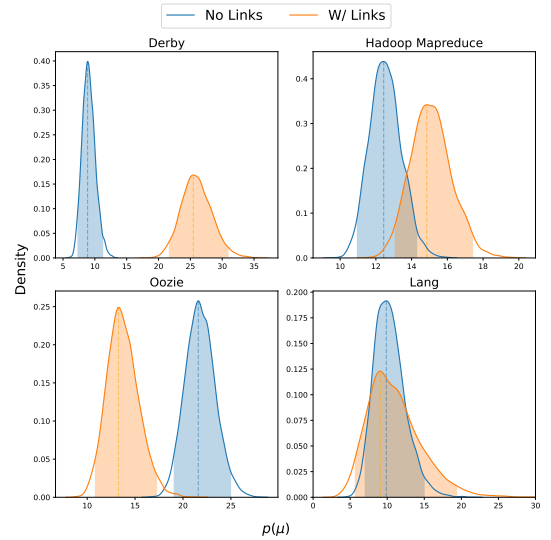 No Links W/ Links
Derby
0.40
0.35
0.30
0.25
0.20
0.15
0.10
0.05
0.00
5 10 15 20 25 30 35
Hadoop Mapreduce
0.4
0.3
0.2
0.1
0.0
10 12 14 16 18 20
Density
Oozie
0.25
0.20
0.15
0.10
0.05
0.00
10 15 20 25
Lang
0.200
0.175
0.150
0.125
0.100
0.075
0.050
0.025
0.000
0 5 10 15 20 25 30
p(μ)